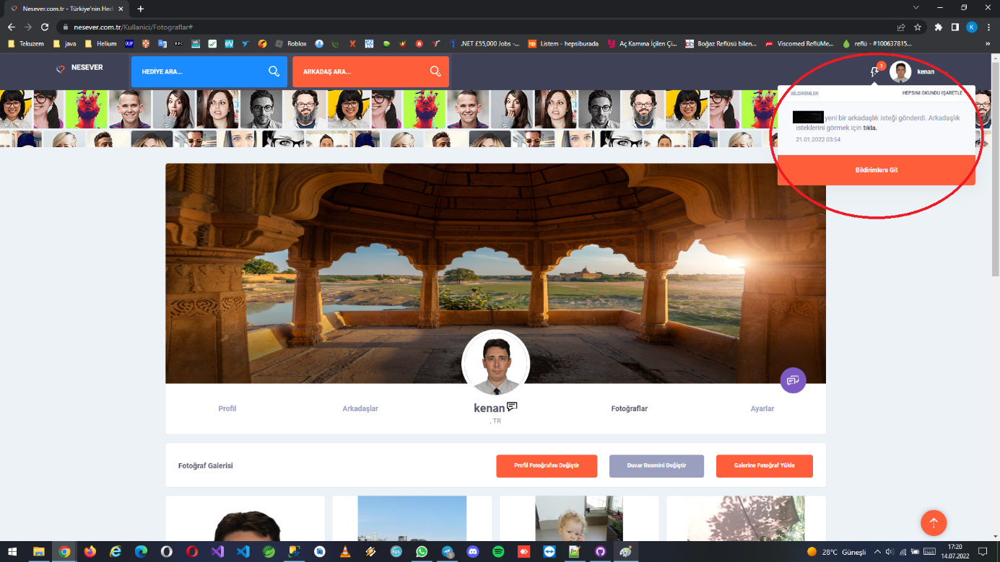 Nesever.com.tr - Türkiye'nin Hed
nesever.com.tr/Kullanici/Fotograflar#
K
Tekuzem
java
Helium
Roblox
.NET £55,000 Jobs -...
Listem - hepsiburada
Aç Karnına İçilen Çi...
Boğaz Reflüsü bilen...
Viscomed RefluMe...
reflü - #100637815...
NESEVER
HEDİYE ARA...
ARKADAŞ ARA...
1
kenan
BİLDİRİMLER
HEPSINI OKUNDU IŞARETLE
yeni bir arkadaşlık isteği gönderdi. Arkadaşlık
isteklerini görmek için tıkla.
21.01.2022 03:54
Bildirimlere Git
Profil
Arkadaşlar
kenan
Fotoğraflar
Ayarlar
, TR
Fotoğraf Galerisi
Profil Fotoğrafını Değiştir
Duvar Resmini Değiştir
Galerine Fotoğraf Yükle
28°C Güneşli
17:20
14.07.2022